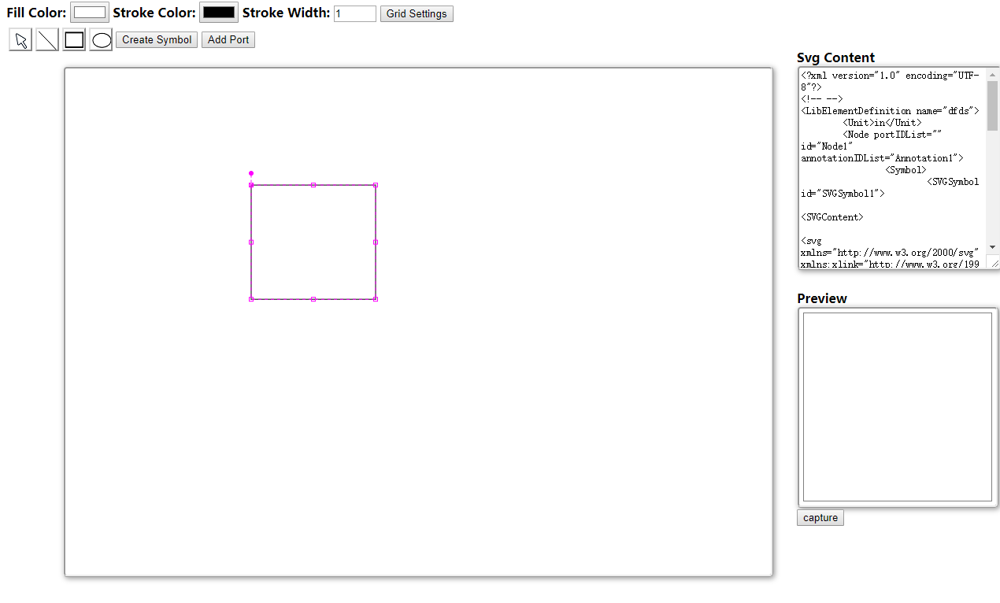 Fill Color: Stroke Color: Stroke Width: 1 Grid Settings
Create Symbol Add Port
Svg Content
<?xml version="1.0" encoding="UTF-
8"?>
<!-- -->
<LibElementDefinition name="dfds">
<Unit>in</Unit>
<Node portIDList=""
id="Node1"
annotationIDList="Annotation1">
<Symbol>
<SVGSymbol
id="SVGSymbol1">
<SVGContent>
<svg
xmlns="http://www.w3.org/2000/svg"
xmlns:xlink="http://www.w3.org/199
Preview
capture